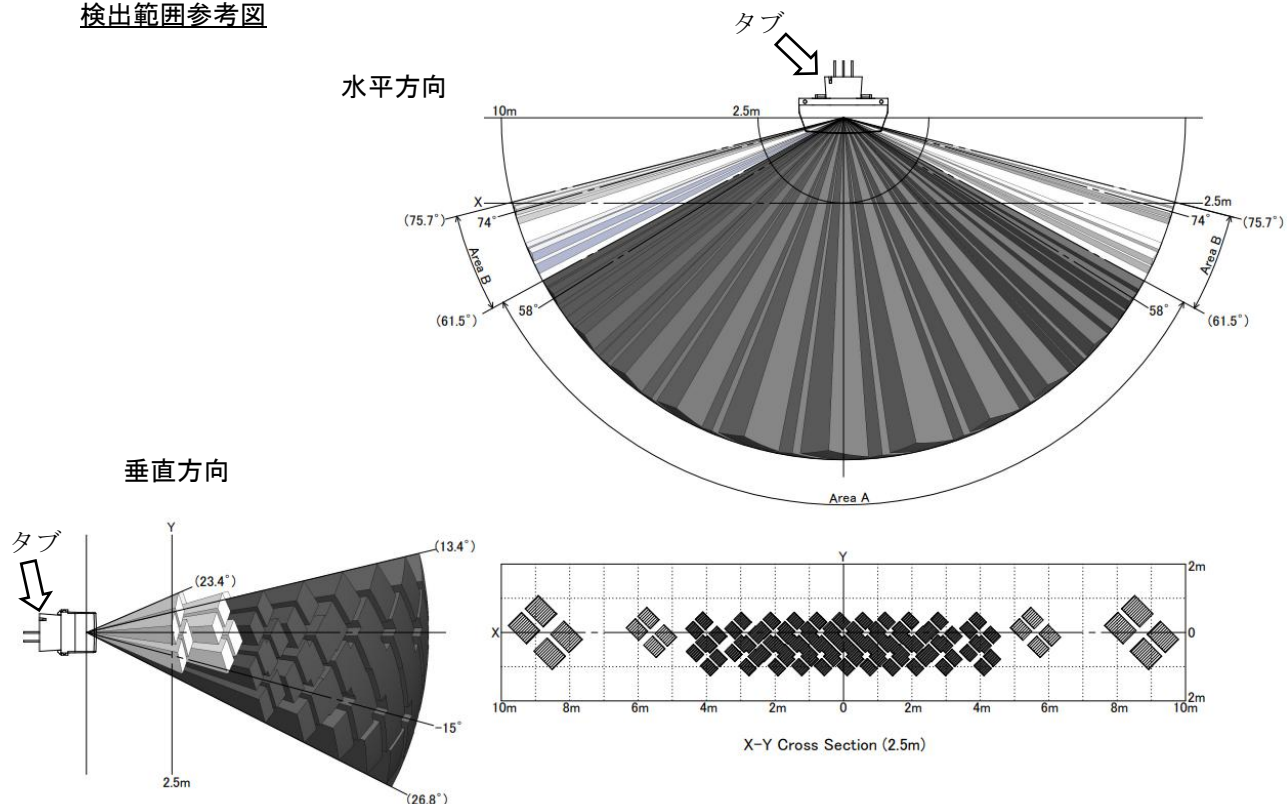 検出範囲参考図
タブ
水平方向
10m
2.5m
X
2.5m
(75.7°)
74°
74°
(75.7°)
Area B
Area B
(61.5°)
58°
58°
(61.5°)
Area A
垂直方向
タブ
Y
(13.4°)
(23.4°)
-15°
2.5m
(26.8°)
Y
2m
X
0
2m
10m 8m 6m 4m 2m 0 2m 4m 6m 8m 10m
X-Y Cross Section (2.5m)